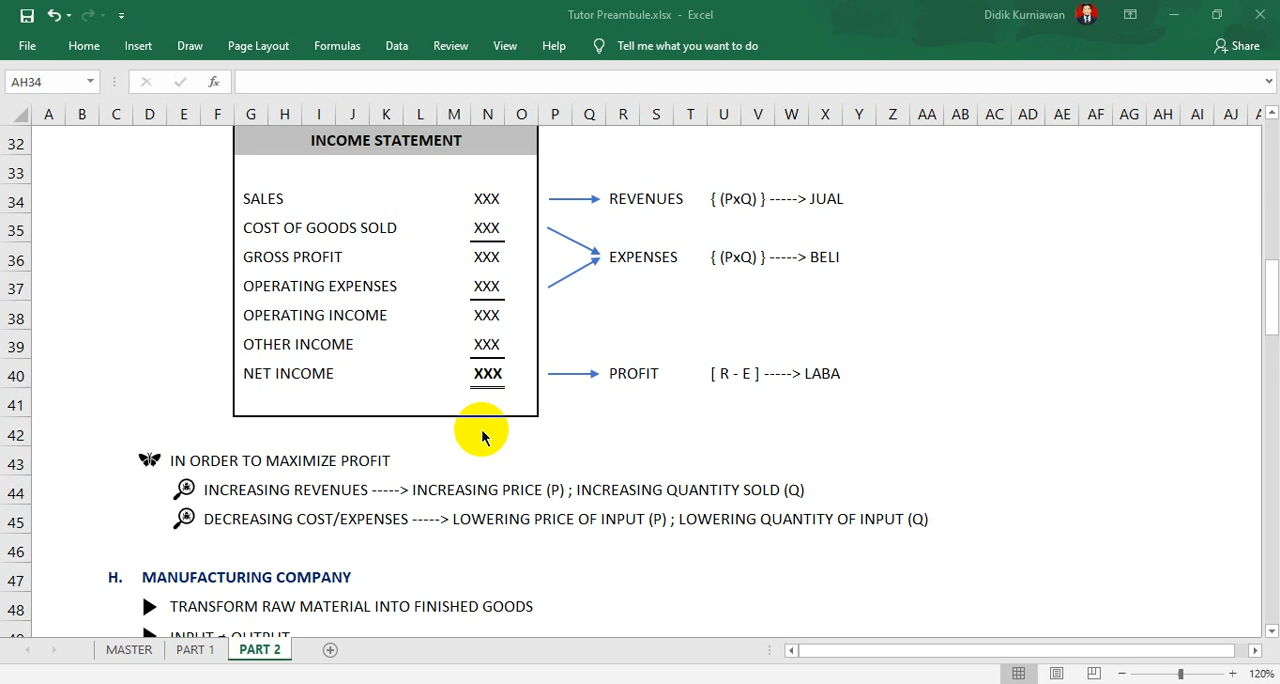 Tutor Preambule.xlsx - Excel
Didik Kurniawan
File Home Insert Draw Page Layout Formulas Data Review View Help Tell me what you want to do Share
AH34 fx
A B C D E F G H I J K L M N O P Q R S T U V W X Y Z AA AB AC AD AE AF AG AH AI AJ
32 INCOME STATEMENT
33
34 SALES XXX REVENUES { (PxQ) } -----> JUAL
35 COST OF GOODS SOLD XXX
36 GROSS PROFIT XXX EXPENSES { (PxQ) } -----> BELI
37 OPERATING EXPENSES XXX
38 OPERATING INCOME XXX
39 OTHER INCOME XXX
40 NET INCOME XXX PROFIT [ R - E ] -----> LABA
41
42
43 IN ORDER TO MAXIMIZE PROFIT
44 INCREASING REVENUES -----> INCREASING PRICE (P) ; INCREASING QUANTITY SOLD (Q)
45 DECREASING COST/EXPENSES -----> LOWERING PRICE OF INPUT (P) ; LOWERING QUANTITY OF INPUT (Q)
46
47 H. MANUFACTURING COMPANY
48 TRANSFORM RAW MATERIAL INTO FINISHED GOODS
INPUT ≠ OUTPUT
MASTER PART 1 PART 2
120%